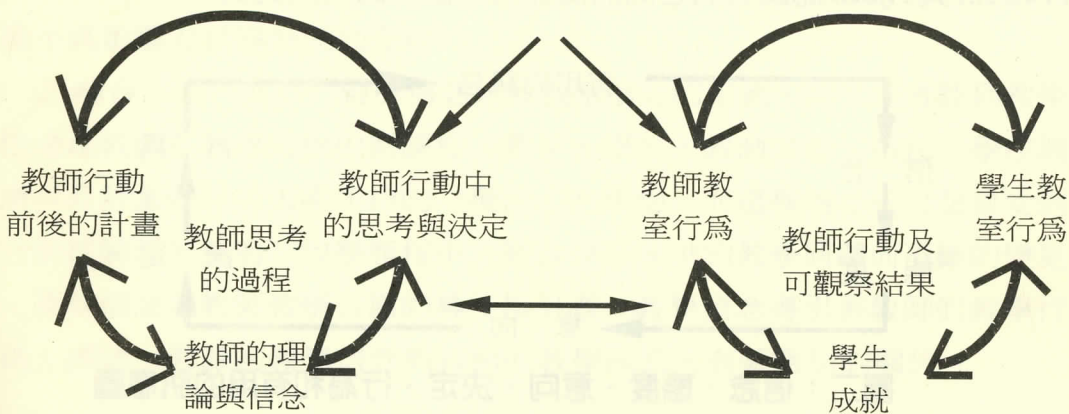 教師行動
前後的計畫
教師思考
的過程
教師行動中
的思考與決定
教師的理
論與信念
教師教
室行爲
教師行動及
可觀察結果
學生教
室行爲
學生
成就